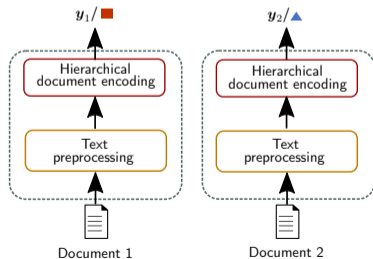 y1/
Hierarchical
document encoding
Text
preprocessing
Document 1
y2/
Hierarchical
document encoding
Text
preprocessing
Document 2